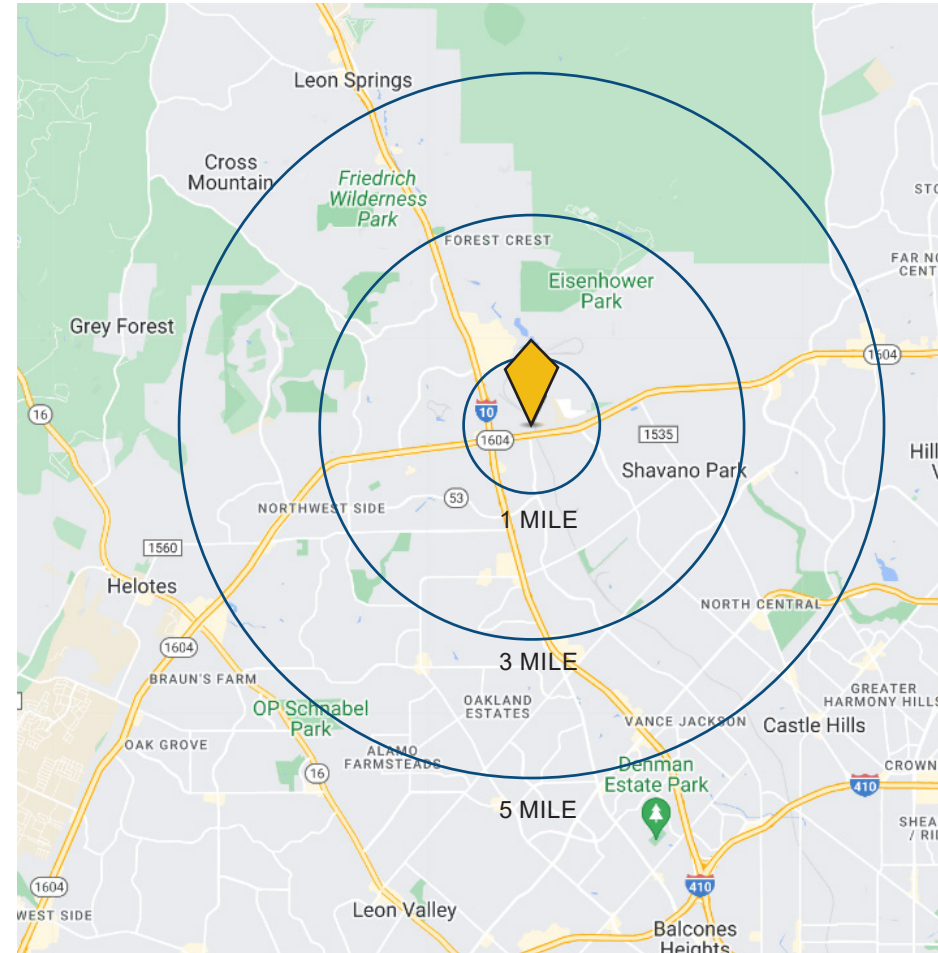 Leon Springs
Cross
Mountain
Friedrich
Wilderness
Park
STO
FOREST CREST
FAR NO
CENT
Eisenhower
Park
Grey Forest
1604
16
10
1604
1535
Hill
V
Shavano Park
53
NORTHWEST SIDE
1 MILE
1560
Helotes
NORTH CENTRAL
1604
3 MILE
BRAUN'S FARM
GREATER
HARMONY HILLS
OP Schnabel
Park
OAKLAND
ESTATES
VANCE JACKSON
Castle Hills
OAK GROVE
ALAMO
FARMSTEADS
16
Denman
Estate Park
CROWN
410
5 MILE
SHEA
/ RI
1604
410
WEST SIDE
Leon Valley
Balcones
Heights